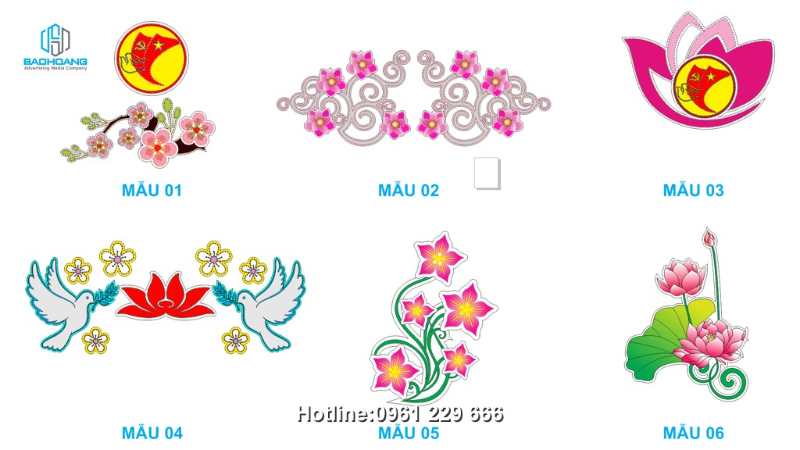 BAOHOANG
Advertising Media Company
MẪU 01
MẪU 02
MẪU 03
Hotline:0961 229 666
MẪU 04
MẪU 05
MẪU 06